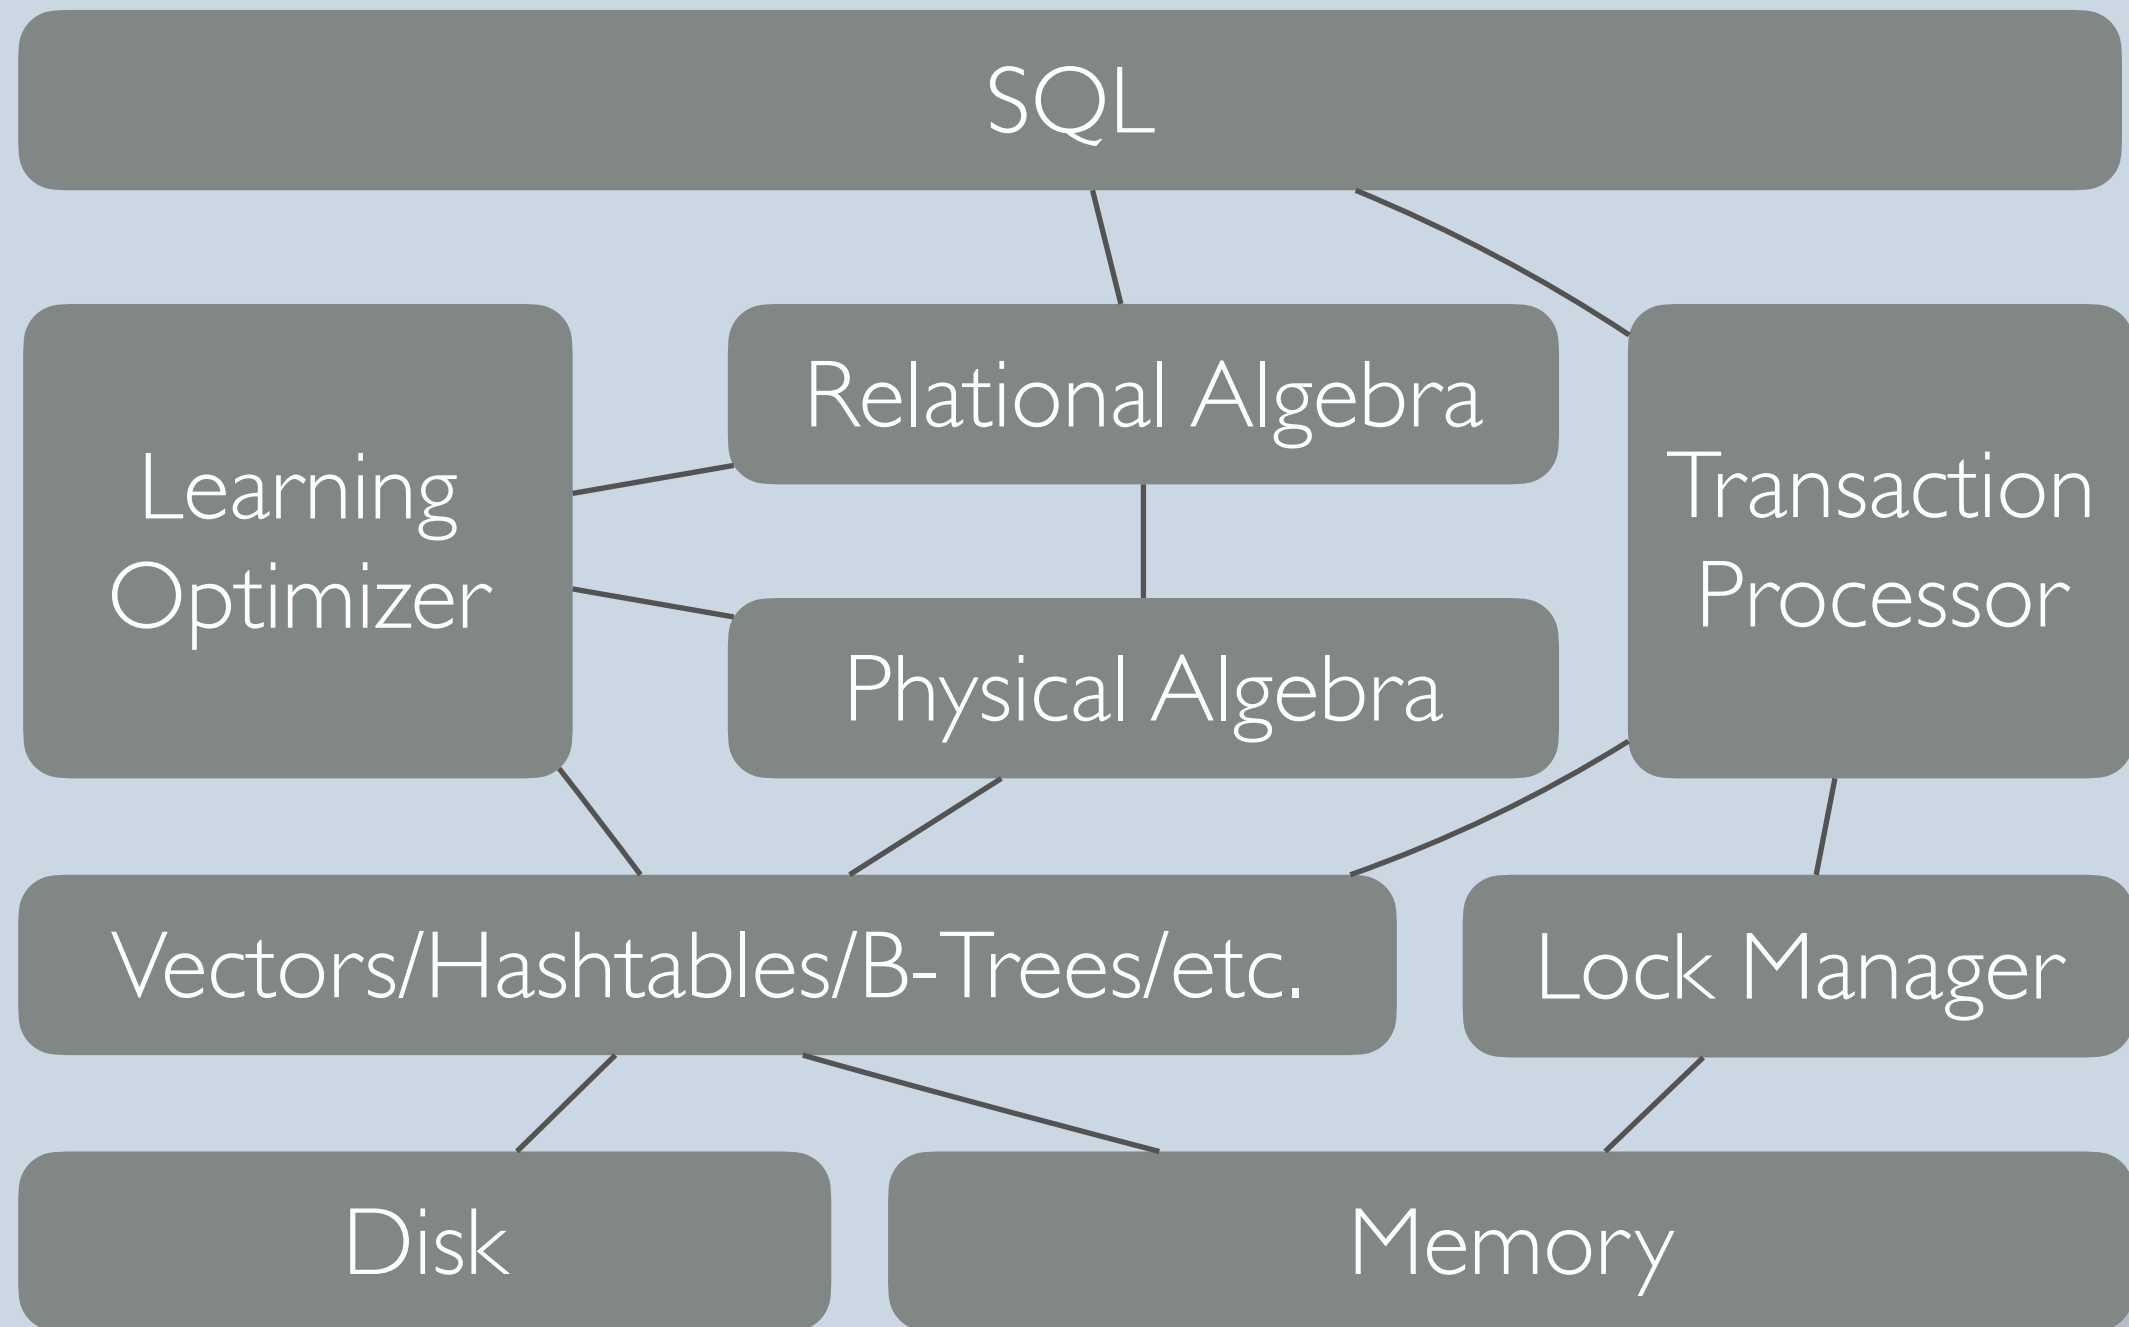 SQL
Relational Algebra
Learning
Optimizer
Transaction
Processor
Physical Algebra
Vectors/Hashtables/B-Trees/etc.
Lock Manager
Disk
Memory